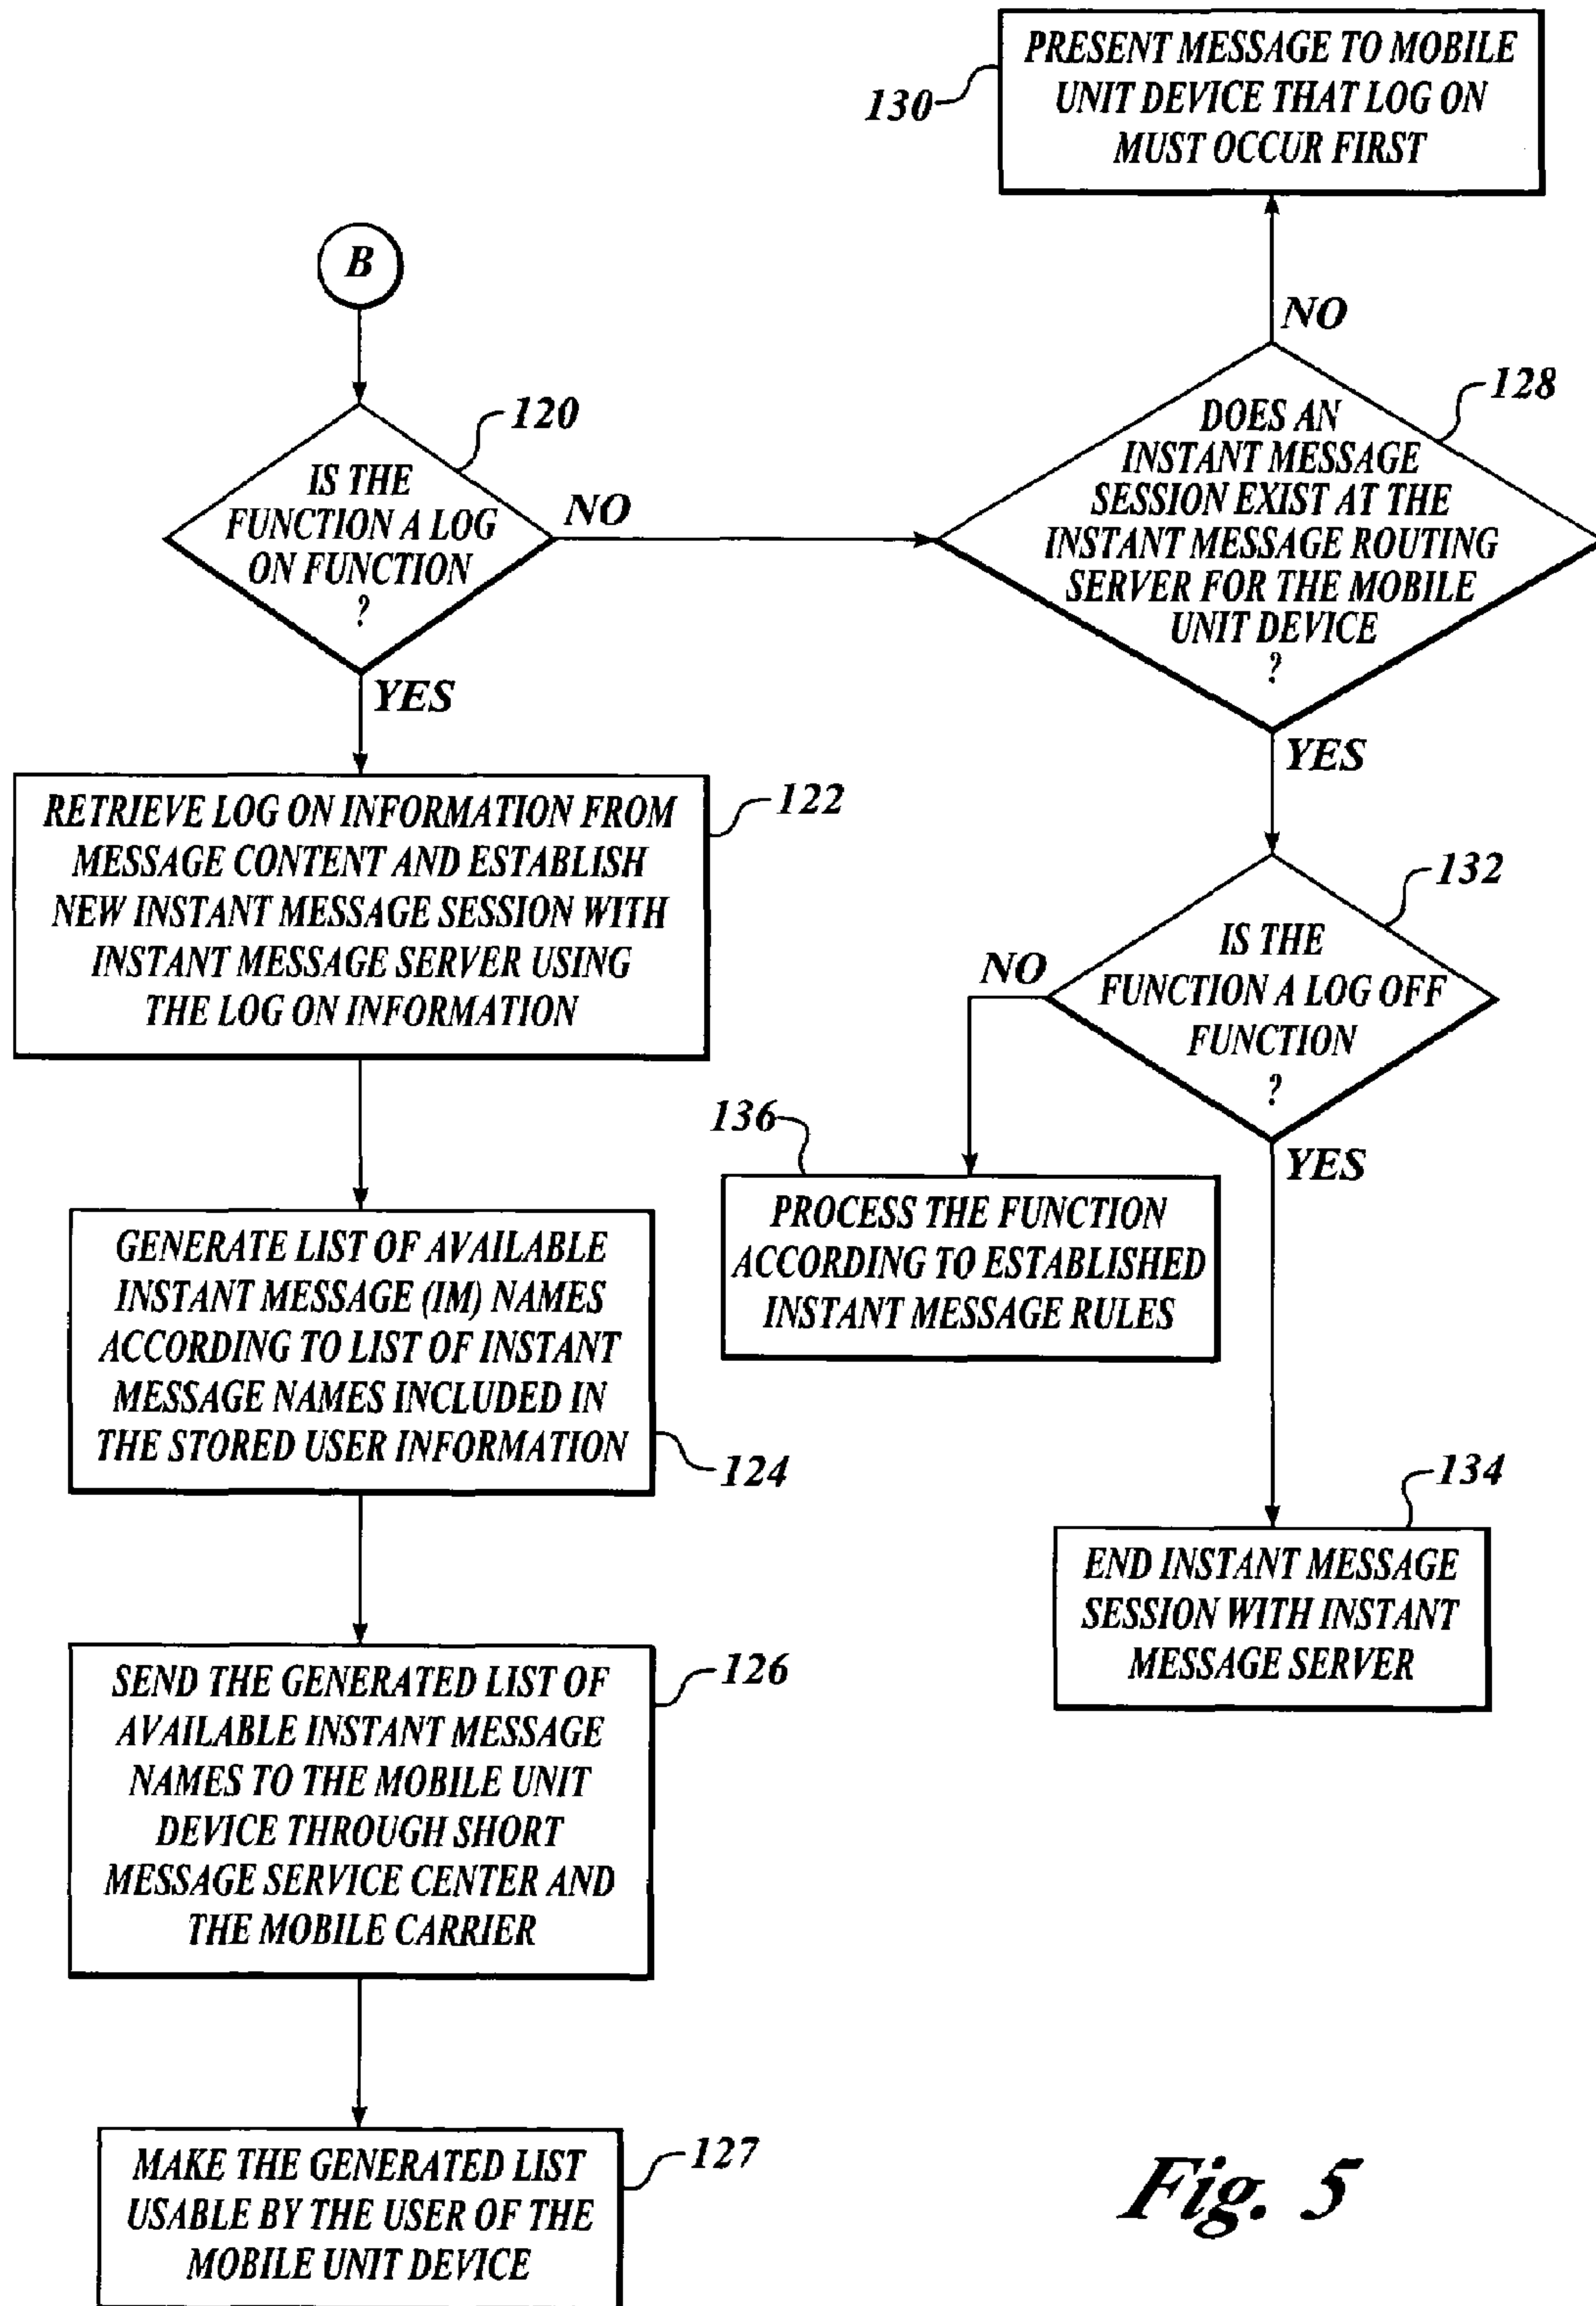 PRESENT MESSAGE TO MOBILE
UNIT DEVICE THAT LOG ON
MUST OCCUR FIRST
130
B
NO
120
IS THE
FUNCTION A LOG
ON FUNCTION
?
NO
YES
128
DOES AN
INSTANT MESSAGE
SESSION EXIST AT THE
INSTANT MESSAGE ROUTING
SERVER FOR THE MOBILE
UNIT DEVICE
?
YES
122
RETRIEVE LOG ON INFORMATION FROM
MESSAGE CONTENT AND ESTABLISH
NEW INSTANT MESSAGE SESSION WITH
INSTANT MESSAGE SERVER USING
THE LOG ON INFORMATION
132
IS THE
FUNCTION A LOG OFF
FUNCTION
?
NO
YES
136
PROCESS THE FUNCTION
ACCORDING TO ESTABLISHED
INSTANT MESSAGE RULES
GENERATE LIST OF AVAILABLE
INSTANT MESSAGE (IM) NAMES
ACCORDING TO LIST OF INSTANT
MESSAGE NAMES INCLUDED IN
THE STORED USER INFORMATION
124
134
END INSTANT MESSAGE
SESSION WITH INSTANT
MESSAGE SERVER
126
SEND THE GENERATED LIST OF
AVAILABLE INSTANT MESSAGE
NAMES TO THE MOBILE UNIT
DEVICE THROUGH SHORT
MESSAGE SERVICE CENTER AND
THE MOBILE CARRIER
127
MAKE THE GENERATED LIST
USABLE BY THE USER OF THE
MOBILE UNIT DEVICE
Fig. 5